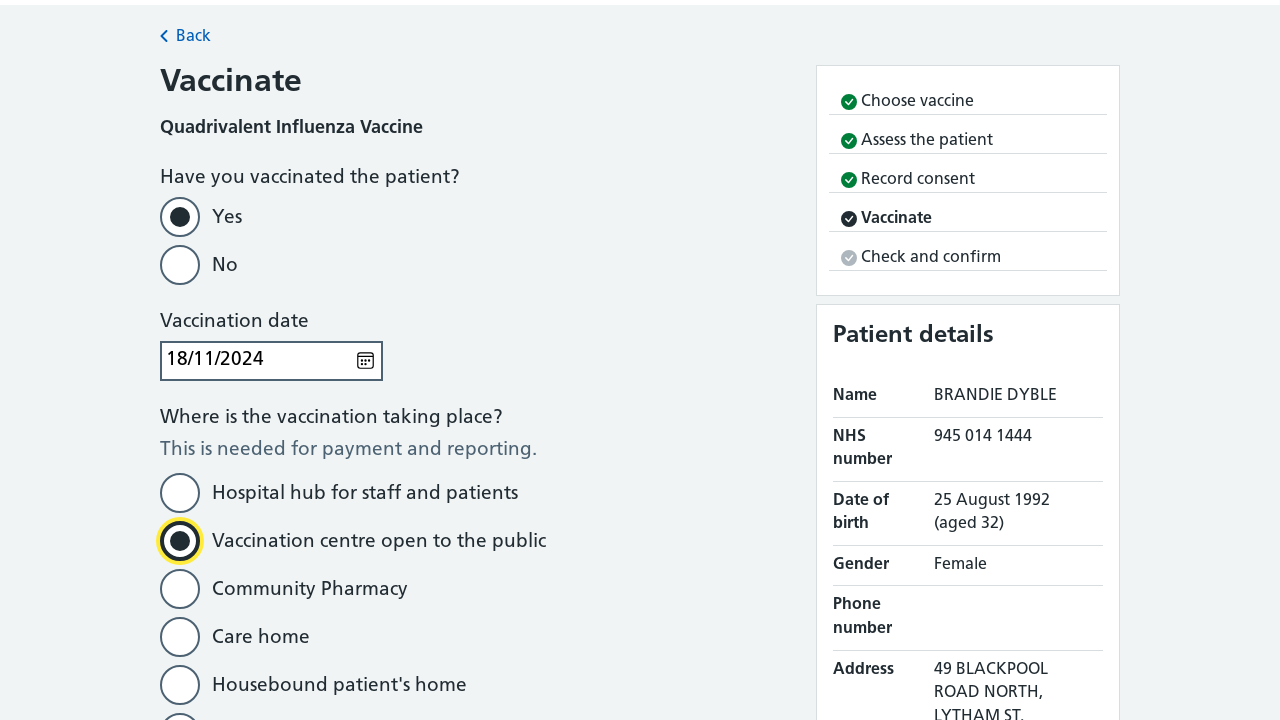 Back
Vaccinate
Quadrivalent Influenza Vaccine
Have you vaccinated the patient?
Yes
No
Vaccination date
18/11/2024
Where is the vaccination taking place?
This is needed for payment and reporting.
Hospital hub for staff and patients
Vaccination centre open to the public
Community Pharmacy
Care home
Housebound patient's home
Choose vaccine
Assess the patient
Record consent
Vaccinate
Check and confirm
Patient details
Name BRANDIE DYBLE
NHS number 945 014 1444
Date of birth 25 August 1992 (aged 32)
Gender Female
Phone number
Address 49 BLACKPOOL
ROAD NORTH,
LYTHAM ST.